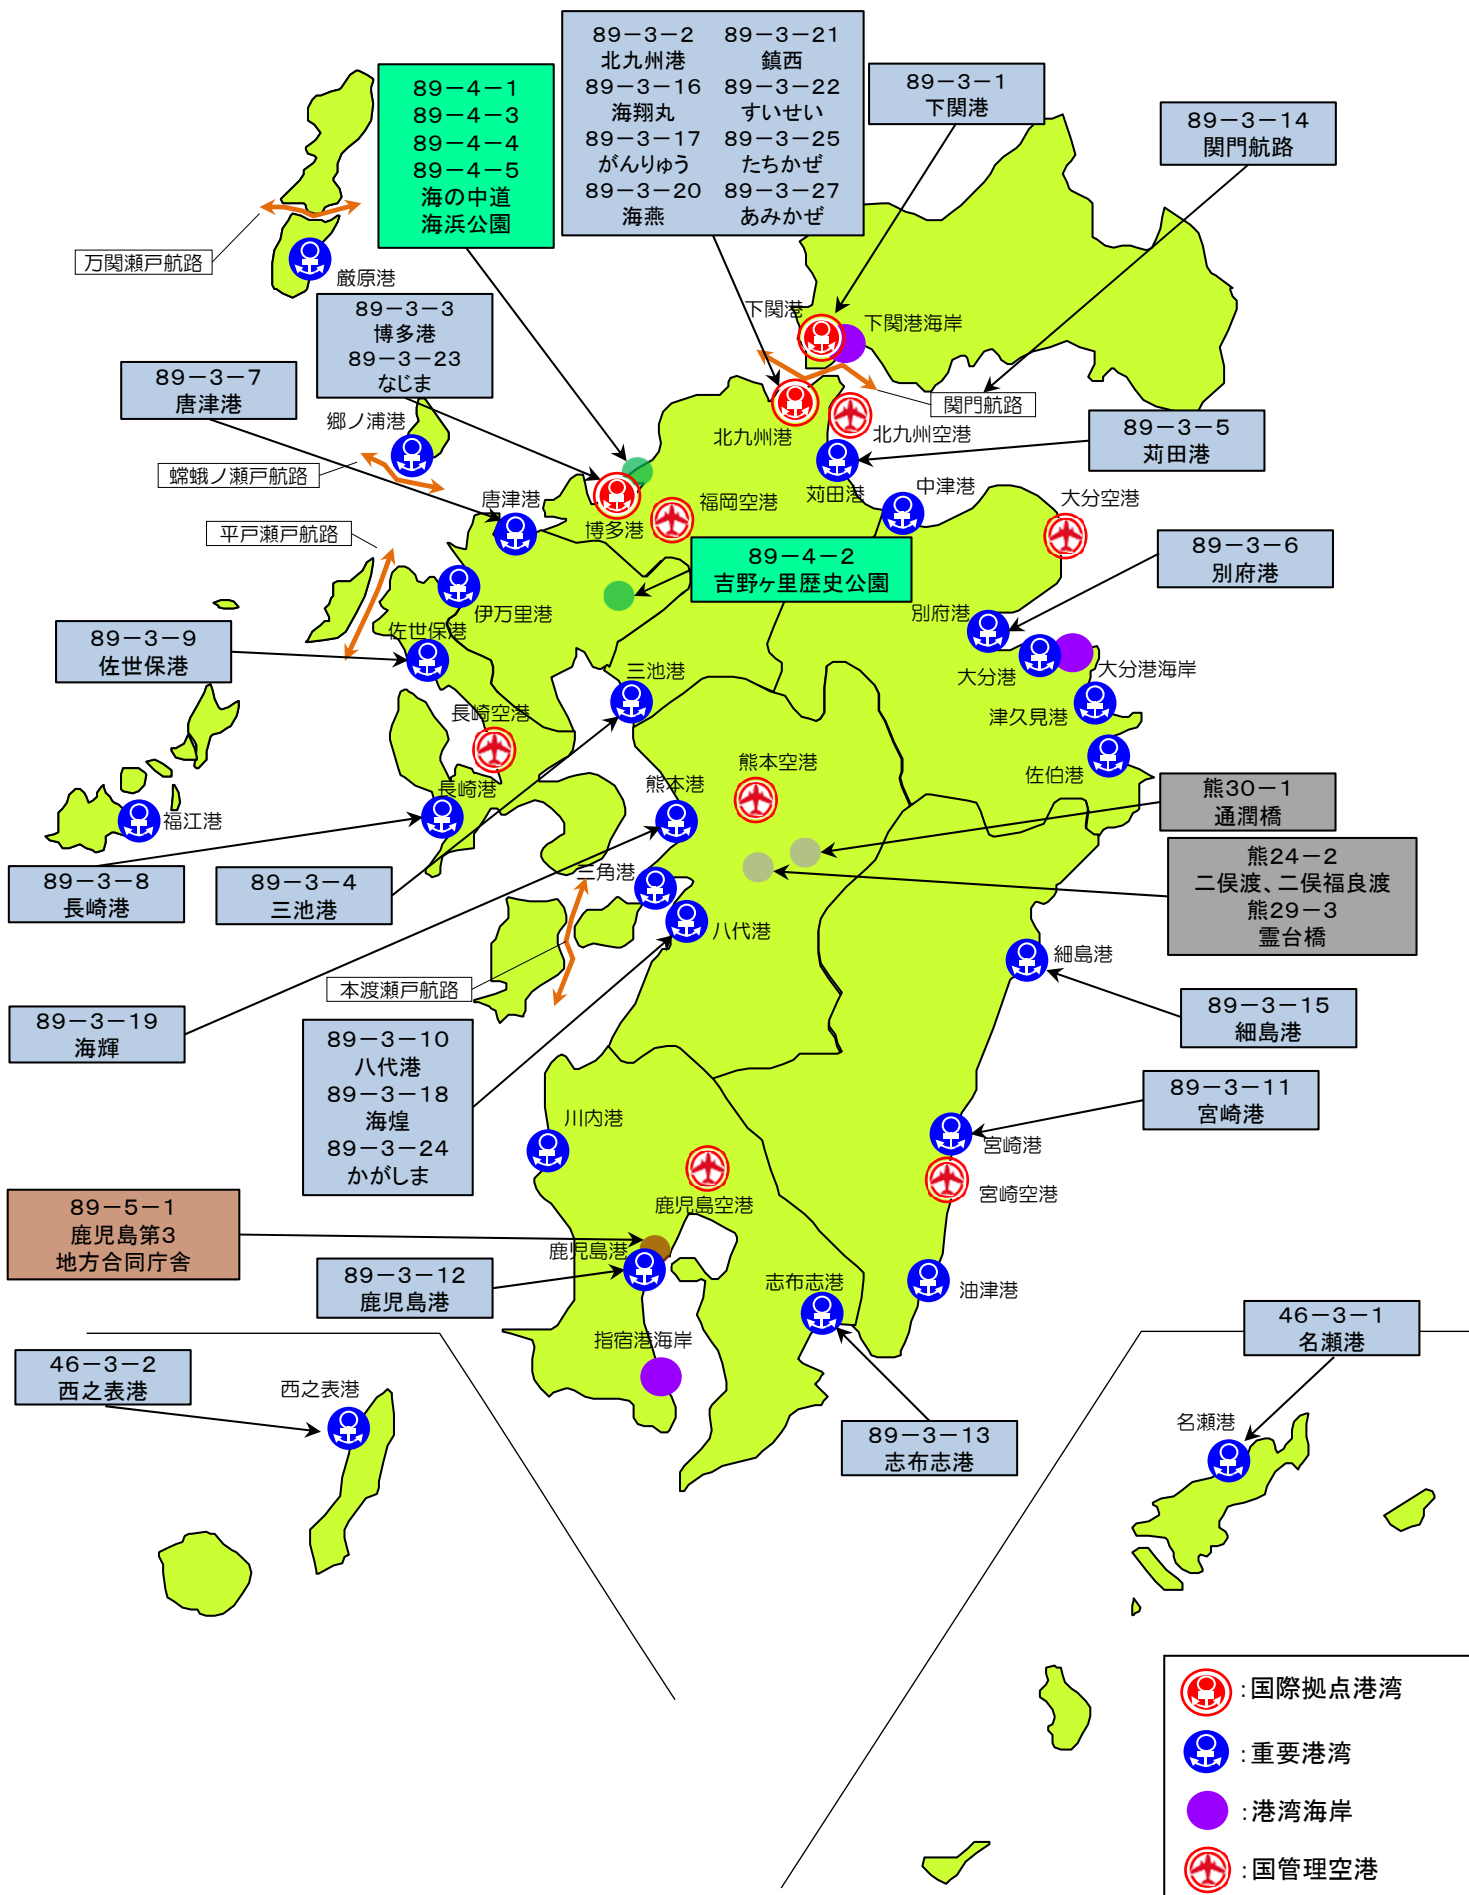 89-3-2 89-3-21
北九州港 鎮西
89-3-16 89-3-22
海翔丸 すいせい
89-3-17 89-3-25
がんりゅう たちかぜ
89-3-20 89-3-27
海燕 あみかぜ
89-4-1
89-4-3
89-4-4
89-4-5
海の中道
海浜公園
89-3-1
下関港
89-3-14
関門航路
万関瀬戸航路
厳原港
89-3-3
博多港
89-3-23
なじま
下関港
下関港海岸
89-3-7
唐津港
郷ノ浦港
関門航路
北九州港
北九州空港
89-3-5
苅田港
蟐蛾ノ瀬戸航路
唐津港
博多港
福岡空港
苅田港
中津港
大分空港
平戸瀬戸航路
89-4-2
吉野ヶ里歴史公園
89-3-6
別府港
伊万里港
別府港
89-3-9
佐世保港
佐世保港
三池港
大分港
大分港海岸
長崎空港
津久見港
熊本空港
佐伯港
長崎港
熊本港
熊30-1
通潤橋
福江港
89-3-8
長崎港
89-3-4
三池港
三角港
熊24-2
二俣渡、二俣福良渡
熊29-3
霊台橋
八代港
細島港
本渡瀬戸航路
89-3-19
海輝
89-3-15
細島港
89-3-10
八代港
89-3-18
海煌
89-3-24
かがしま
89-3-11
宮崎港
川内港
宮崎港
鹿児島空港
宮崎空港
89-5-1
鹿児島第3
地方合同庁舎
鹿児島港
89-3-12
鹿児島港
志布志港
油津港
指宿港海岸
46-3-1
名瀬港
46-3-2
西之表港
西之表港
89-3-13
志布志港
名瀬港
:国際拠点港湾
:重要港湾
:港湾海岸
:国管理空港